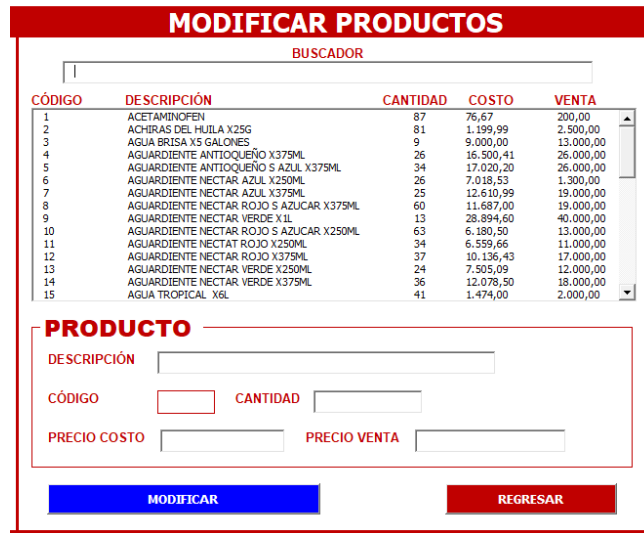 MODIFICAR PRODUCTOS
BUSCADOR
CÓDIGO DESCRIPCIÓN CANTIDAD COSTO VENTA
1 ACETAMINOFEN 87 76,67 200,00
2 ACHIRAS DEL HUILA X25G 81 1.199,99 2.500,00
3 AGUA BRISA X5 GALONES 9 9.000,00 13.000,00
4 AGUARDIENTE ANTIOQUEÑO X375ML 26 16.500,41 26.000,00
5 AGUARDIENTE ANTIOQUEÑO S AZUL X375ML 34 17.020,20 26.000,00
6 AGUARDIENTE NECTAR AZUL X250ML 26 7.018,53 1.300,00
7 AGUARDIENTE NECTAR AZUL X375ML 25 12.610,99 19.000,00
8 AGUARDIENTE NECTAR ROJO S AZUCAR X375ML 60 11.687,00 19.000,00
9 AGUARDIENTE NECTAR VERDE X1L 13 28.894,60 40.000,00
10 AGUARDIENTE NECTAR ROJO S AZUCAR X250ML 63 6.180,50 13.000,00
11 AGUARDIENTE NECTAT ROJO X250ML 34 6.559,66 11.000,00
12 AGUARDIENTE NECTAR ROJO X375ML 37 10.136,43 17.000,00
13 AGUARDIENTE NECTAR VERDE X250ML 24 7.505,09 12.000,00
14 AGUARDIENTE NECTAR VERDE X375ML 36 12.078,50 18.000,00
15 AGUA TROPICAL X6L 41 1.474,00 2.000,00
PRODUCTO
DESCRIPCIÓN
CÓDIGO CANTIDAD
PRECIO COSTO PRECIO VENTA
MODIFICAR REGRESAR